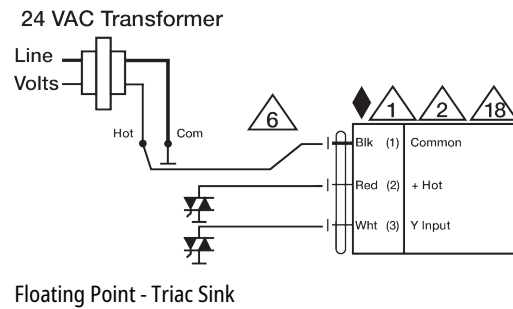 24 VAC Transformer
Line
Volts
Hot Com
6
1 2 18
Blk (1) Common
Red (2) + Hot
Wht (3) Y Input
Floating Point - Triac Sink